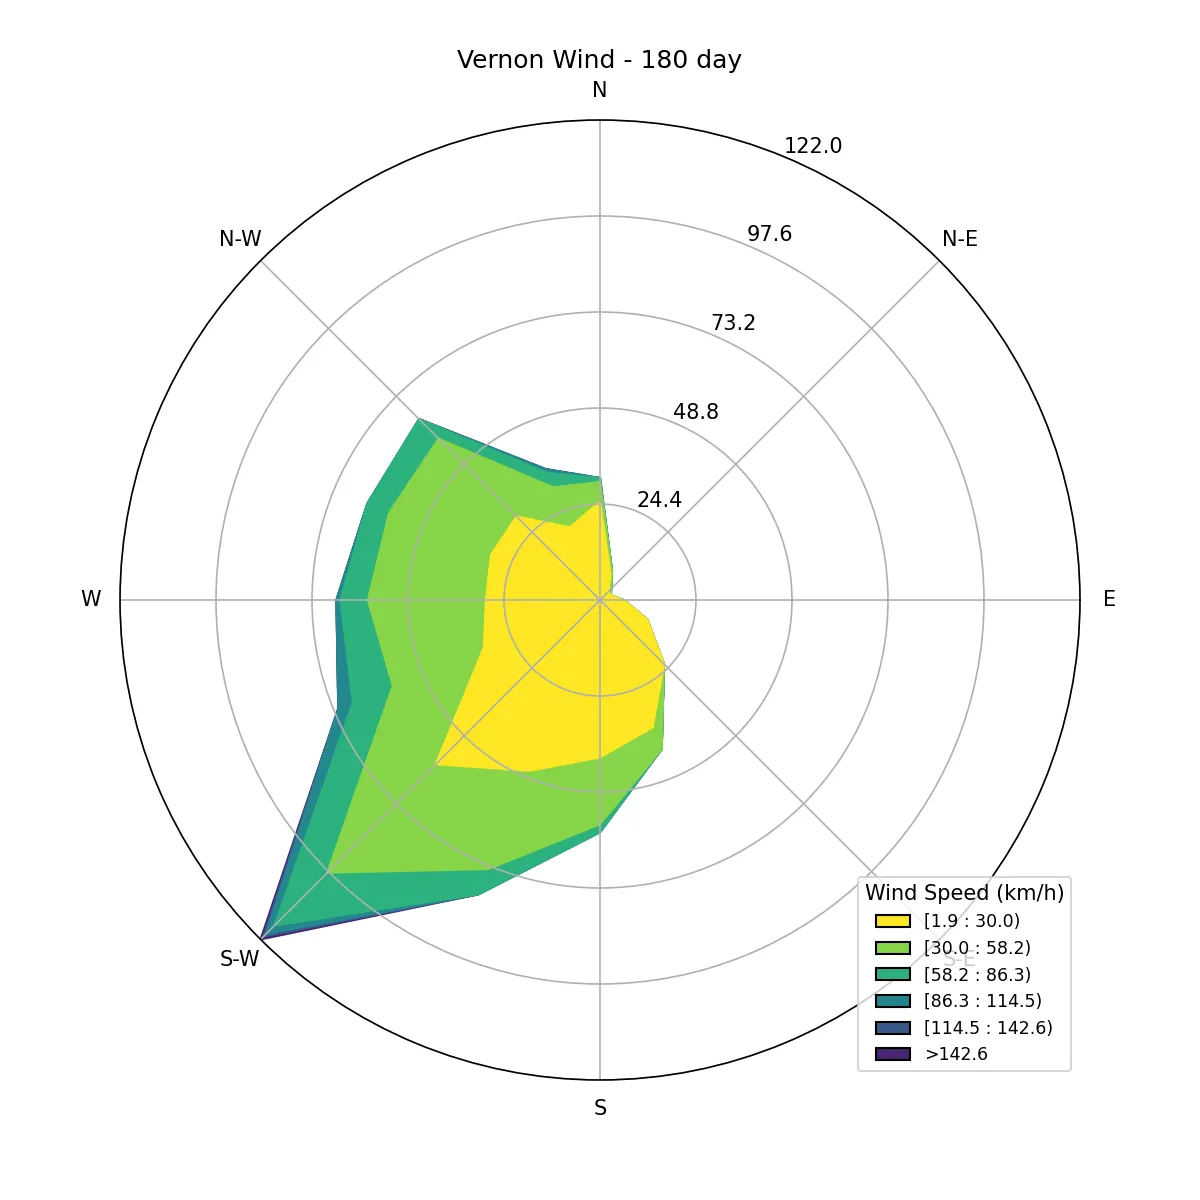 Vernon Wind - 180 day
N
122.0
97.6
N-W
N-E
73.2
48.8
24.4
W
E
S-W
S-E
S
Wind Speed (km/h)
[1.9 : 30.0)
[30.0 : 58.2)
[58.2 : 86.3)
[86.3 : 114.5)
[114.5 : 142.6)
>142.6